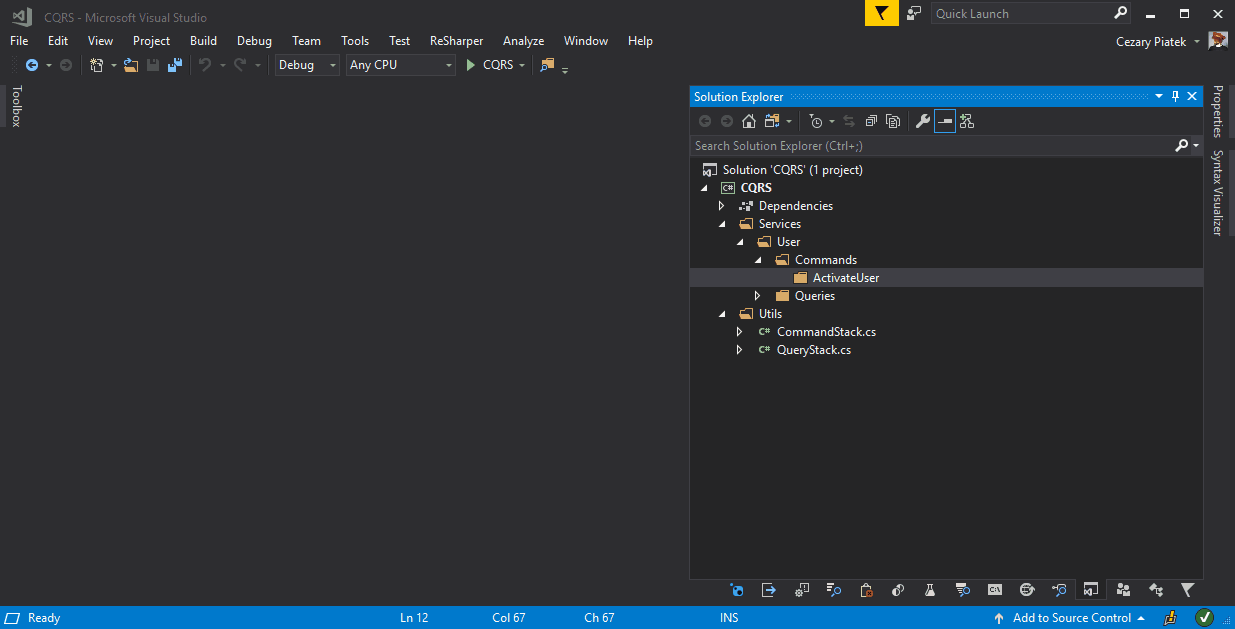 CQRS - Microsoft Visual Studio
Quick Launch
File Edit View Project Build Debug Team Tools Test ReSharper Analyze Window Help
Cezary Piatek
Debug Any CPU CQRS
Toolbox
Solution Explorer
Search Solution Explorer (Ctrl+;)
Solution 'CQRS' (1 project)
C# CQRS
Dependencies
Services
User
Commands
ActivateUser
Queries
Utils
C# CommandStack.cs
C# QueryStack.cs
Properties
Syntax Visualizer
Ready Ln 12 Col 67 Ch 67 INS Add to Source Control